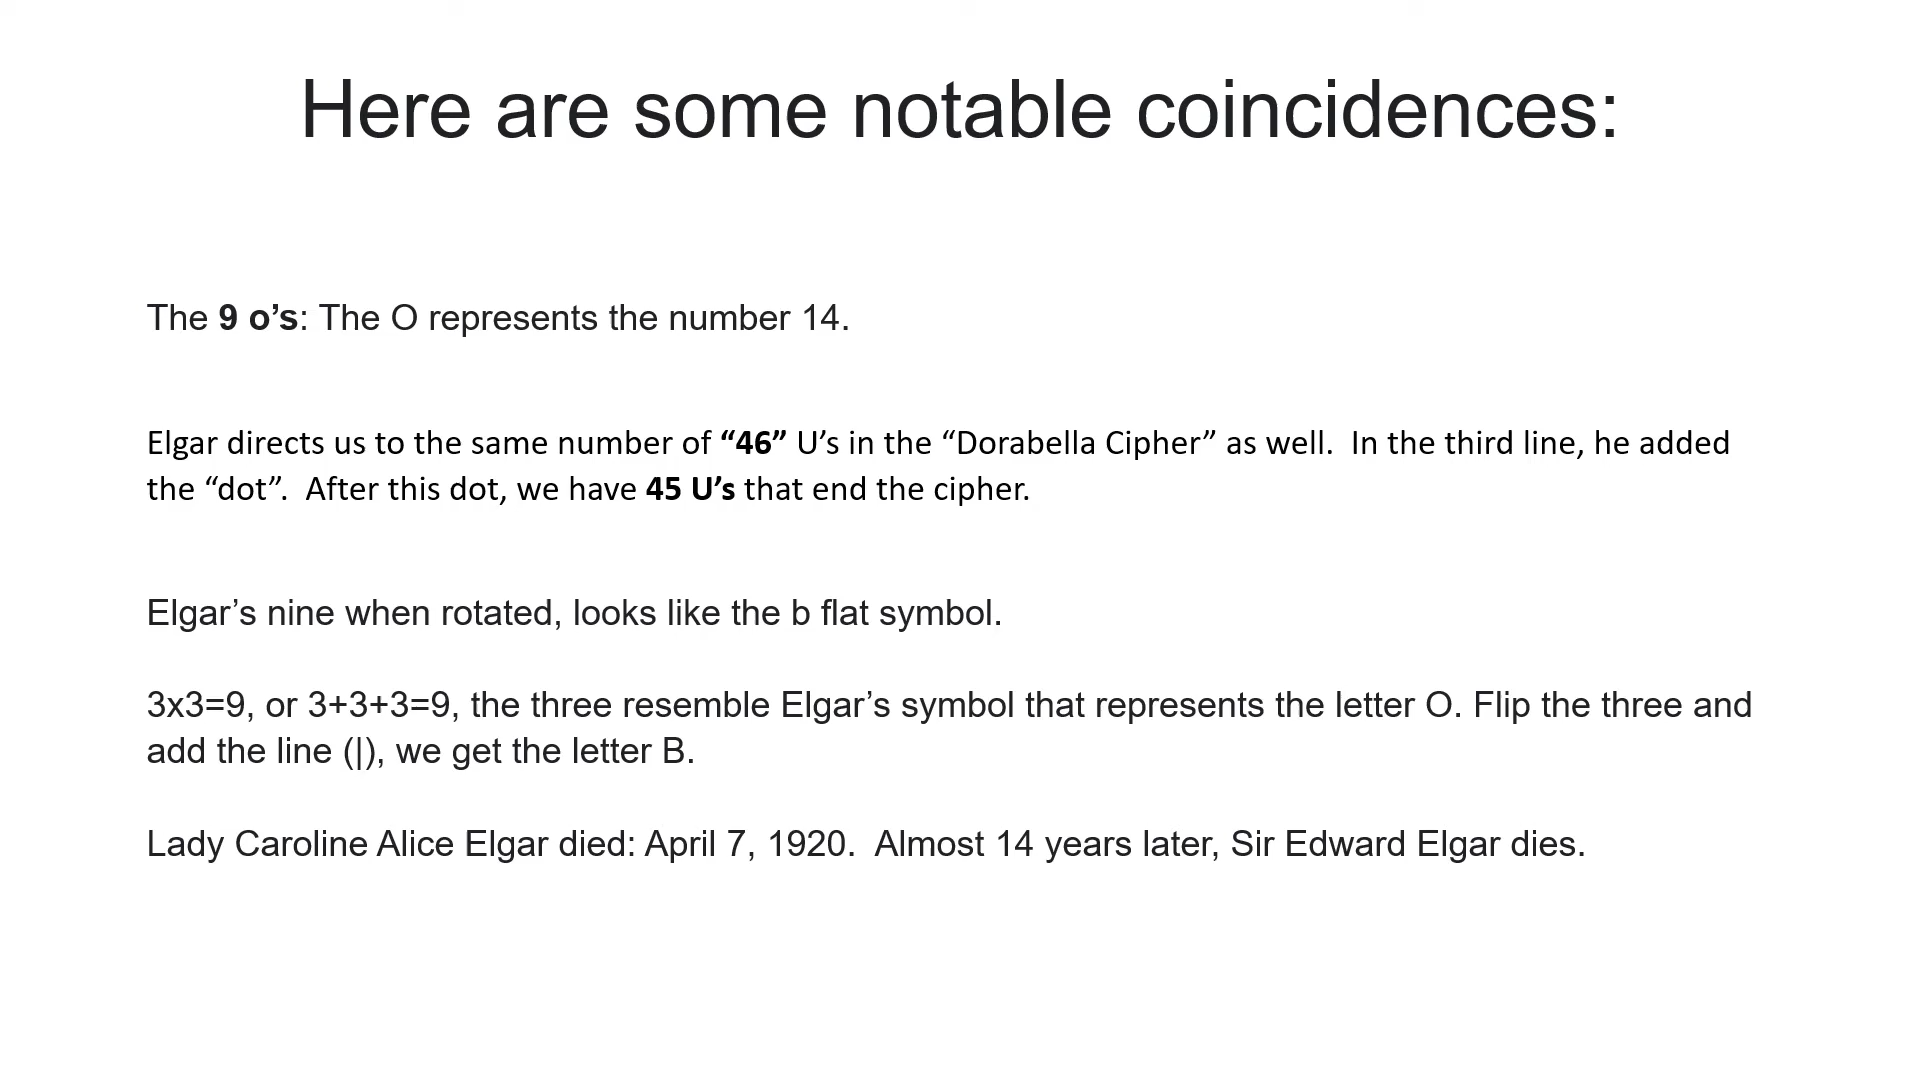 Here are some notable coincidences:
The 9 o’s: The O represents the number 14.
Elgar directs us to the same number of “46” U’s in the “Dorabella Cipher” as well.  In the third line, he added
the “dot”.  After this dot, we have 45 U’s that end the cipher.
Elgar’s nine when rotated, looks like the b flat symbol.
3x3=9, or 3+3+3=9, the three resemble Elgar’s symbol that represents the letter O. Flip the three and
add the line (|), we get the letter B.
Lady Caroline Alice Elgar died: April 7, 1920.  Almost 14 years later, Sir Edward Elgar dies.